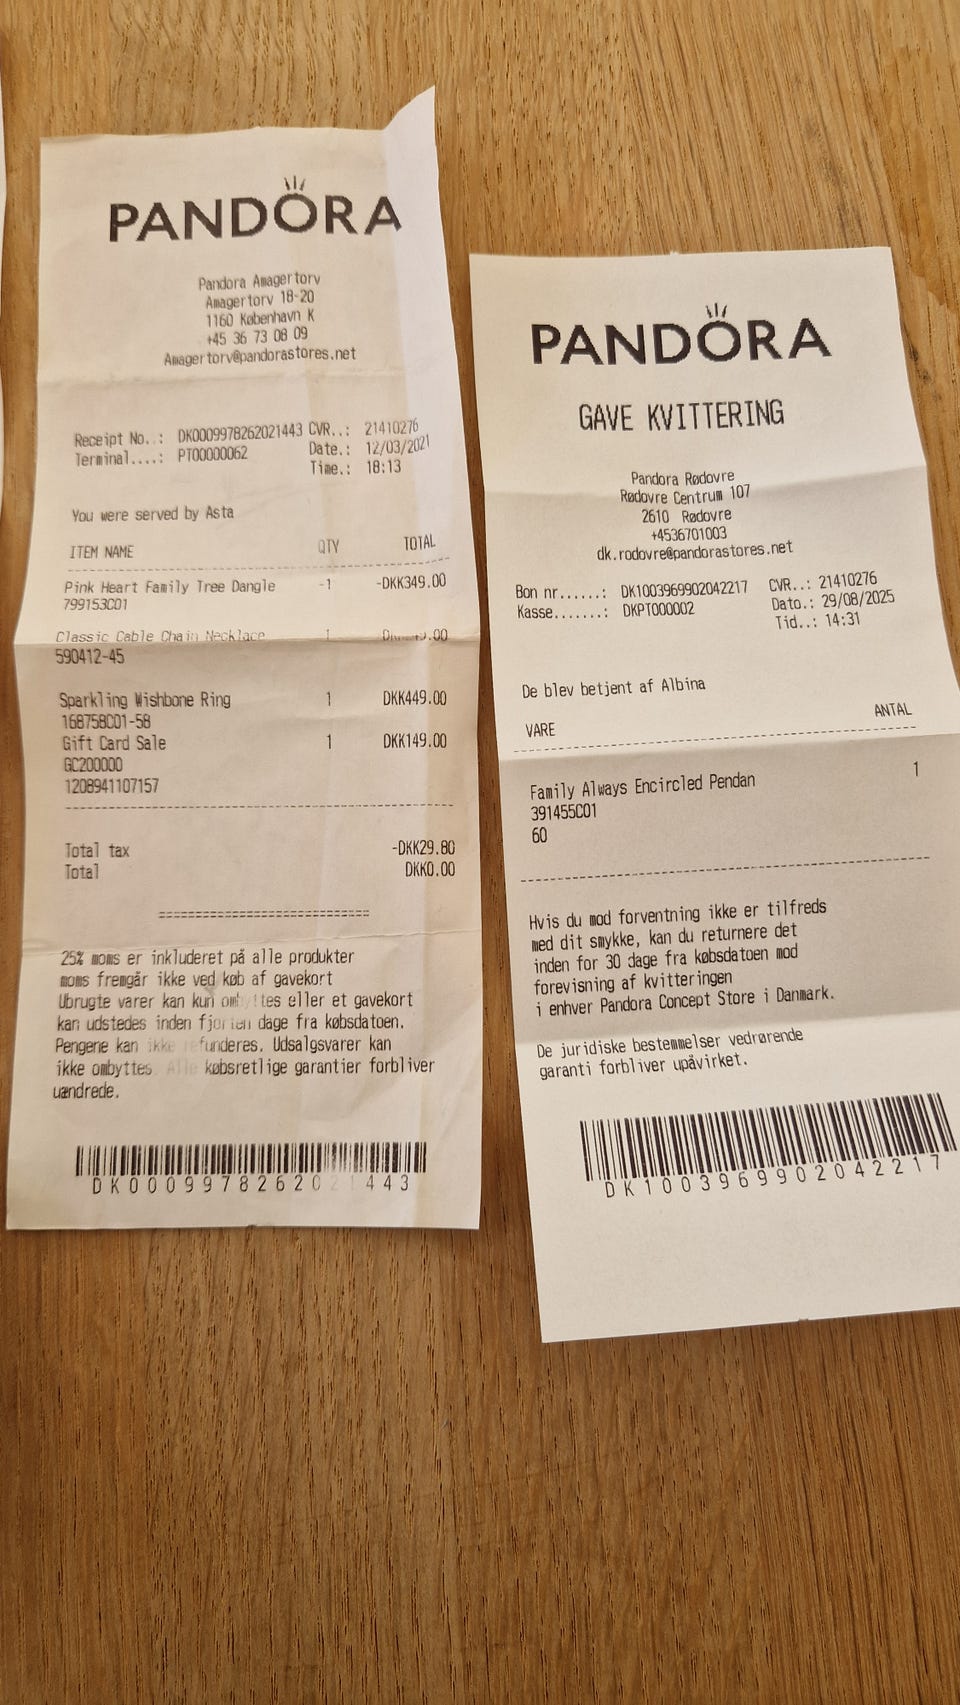 PANDORA
Pandora Amagertorv
Amagertorv 18-20
1160 København K
+45 36 73 08 09
Amagertorv@pandorastores.net
Receipt No..: DK0009978262021443 CVR..: 21410276
Terminal....: PT00000062 Date.: 12/03/2021
Time.: 18:13
You were served by Asta
ITEM NAME QTY TOTAL
Pink Heart Family Tree Dangle -1 -DKK349.00
799153C01
Classic Cable Chain Necklace 1
590412-45
Sparkling Wishbone Ring 1 DKK449.00
168758C01-58
Gift Card Sale 1 DKK149.00
GC200000
1208941107157
Total tax -DKK29.80
Total DKK0.00
==============================
25% moms er inkluderet på alle produkter
moms fremgår ikke ved køb af gavekort
Ubrugte varer kan kun ombyttes eller et gavekort
kan udstedes inden fjorten dage fra købsdatoen.
Pengene kan ikke refunderes. Udsalgsvarer kan
ikke ombyttes. Alle købsretlige garantier forbliver
uændrede.
DK0009978262021443
PANDORA
GAVE KVITTERING
Pandora Rødovre
Rødovre Centrum 107
2610 Rødovre
+4536701003
dk.rodovre@pandorastores.net
Bon nr......: DK1003969902042217 CVR..: 21410276
Kasse.......: DKPT000002 Dato.: 29/08/2025
Tid..: 14:31
De blev betjent af Albina
VARE ANTAL
Family Always Encircled Pendan 1
391455C01
60
Hvis du mod forventning ikke er tilfreds
med dit smykke, kan du returnere det
inden for 30 dage fra købsdatoen mod
forevisning af kvitteringen
i enhver Pandora Concept Store i Danmark.
De juridiske bestemmelser vedrørende
garanti forbliver upåvirket.
DK1003969902042217